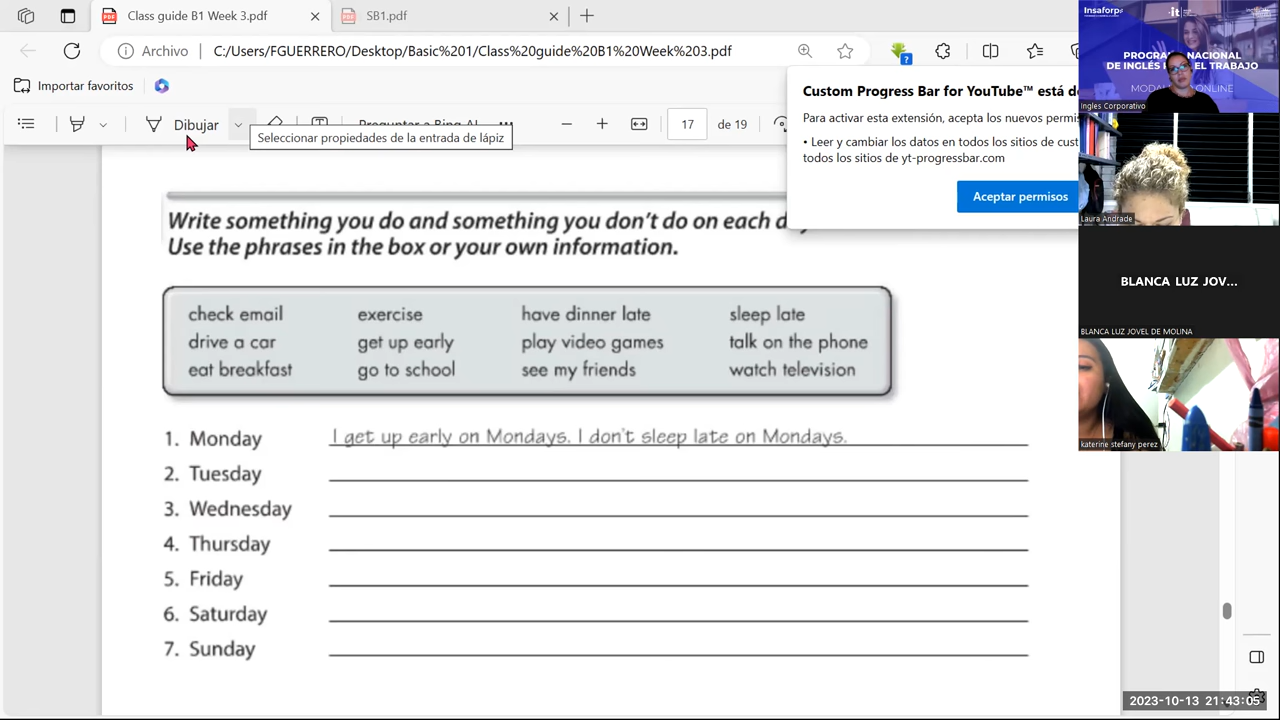 Class guide B1 Week 3.pdf
SB1.pdf
Archivo
C:/Users/FGUERRERO/Desktop/Basic%201/Class%20guide%20B1%20Week%203.pdf
Importar favoritos
Dibujar
17
de 19
Seleccionar propiedades de la entrada de lápiz
Custom Progress Bar for YouTube™ está
Para activar esta extensión, acepta los nuevos
• Leer y cambiar los datos en todos los sitios de
todos los sitios de yt-progressbar.com
Aceptar permisos
Write something you do and something you don't do on each
Use the phrases in the box or your own information.
check email exercise have dinner late sleep late
drive a car get up early play video games talk on the phone
eat breakfast go to school see my friends watch television
1. Monday I get up early on Mondays. I don't sleep late on Mondays.
2. Tuesday
3. Wednesday
4. Thursday
5. Friday
6. Saturday
7. Sunday
Insaforp
PROGRAMA NACIONAL
DE INGLÉS EL TRABAJO
ONLINE
Ingles Corporativo
Laura Andrade
BLANCA LUZ JOV...
BLANCA LUZ JOVEL DE MOLINA
katerine stefany perez
2023-10-13 21:43:05